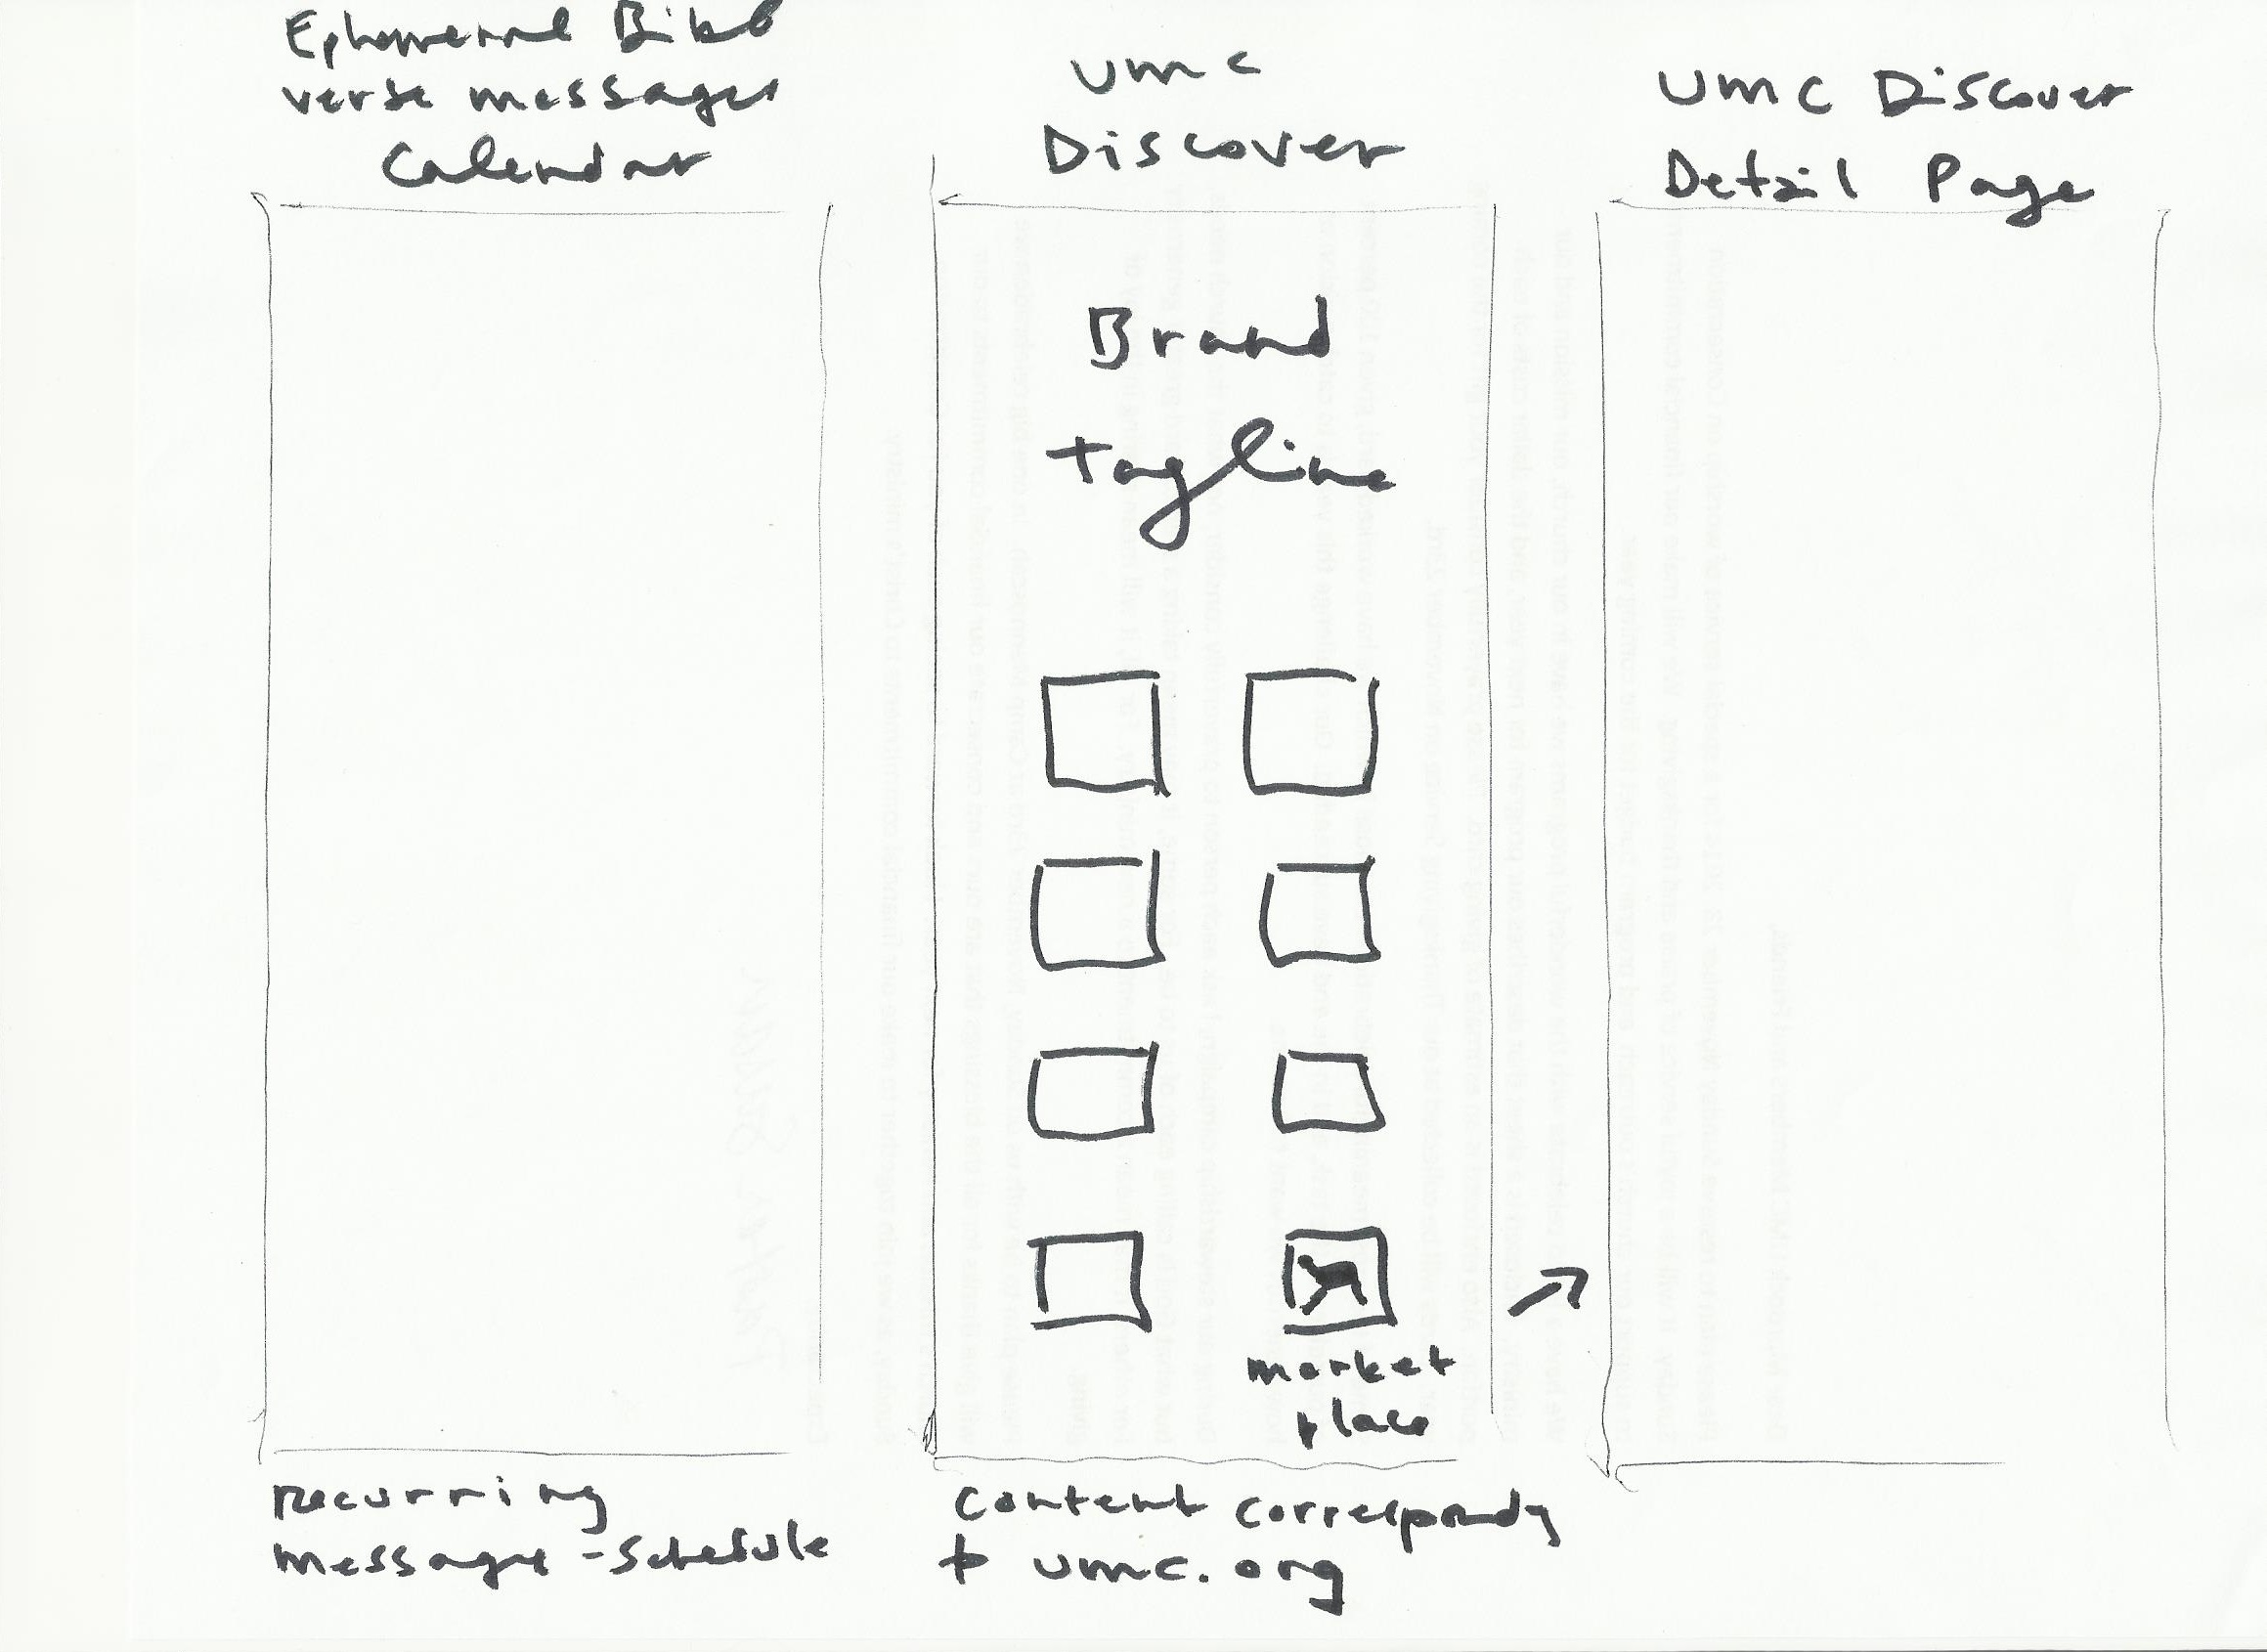 Ephemeral Bible
verse messages
Calendar
UMC
Discover
UMC Discover
Detail Page
Brand
tagline
market
place
Recurring
messages - schedule
Content corresponds
to umc.org